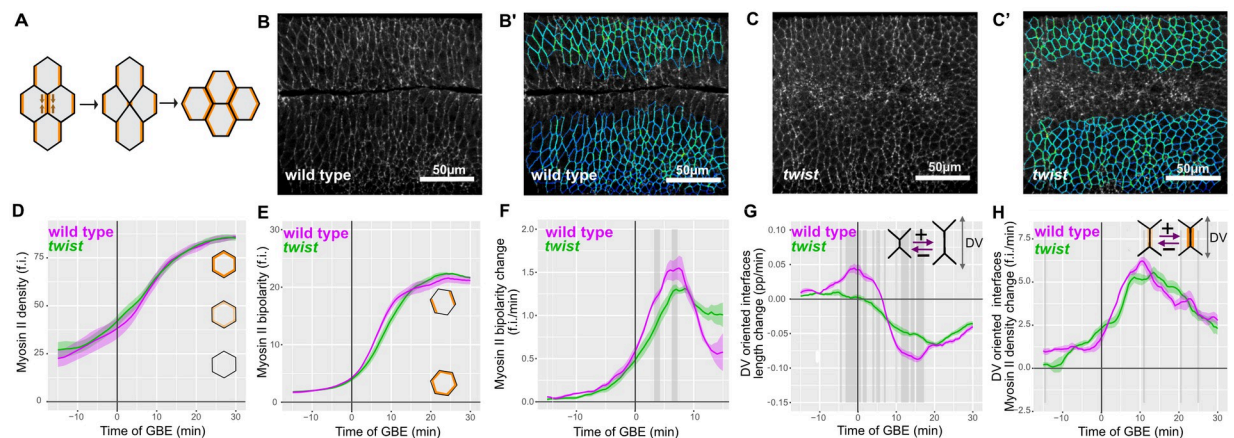 A
B
B'
C
C'
wild type
50µm
wild type
50µm
twist
50µm
twist
50µm
D
wild type
twist
Myosin II density (f.i.)
75
50
25
0
−10
0
10
20
30
Time of GBE (min)
E
wild type
twist
Myosin II bipolarity (f.i.)
30
20
10
0
−10
0
10
20
30
Time of GBE (min)
F
wild type
twist
Myosin II bipolarity change
(f.i./min)
2.0
1.5
1.0
0.5
0.0
−10
0
10
Time of GBE (min)
G
wild type
twist
DV oriented interfaces
length change (pp/min)
0.10
0.05
0.00
-0.05
-0.10
-0.15
−10
0
10
20
30
Time of GBE (min)
+
−
DV
H
wild type
twist
DV oriented interfaces
Myosin II density change (f.i./min)
7.5
5.0
2.5
0.0
-2.5
−10
0
10
20
30
Time of GBE (min)
+
−
DV